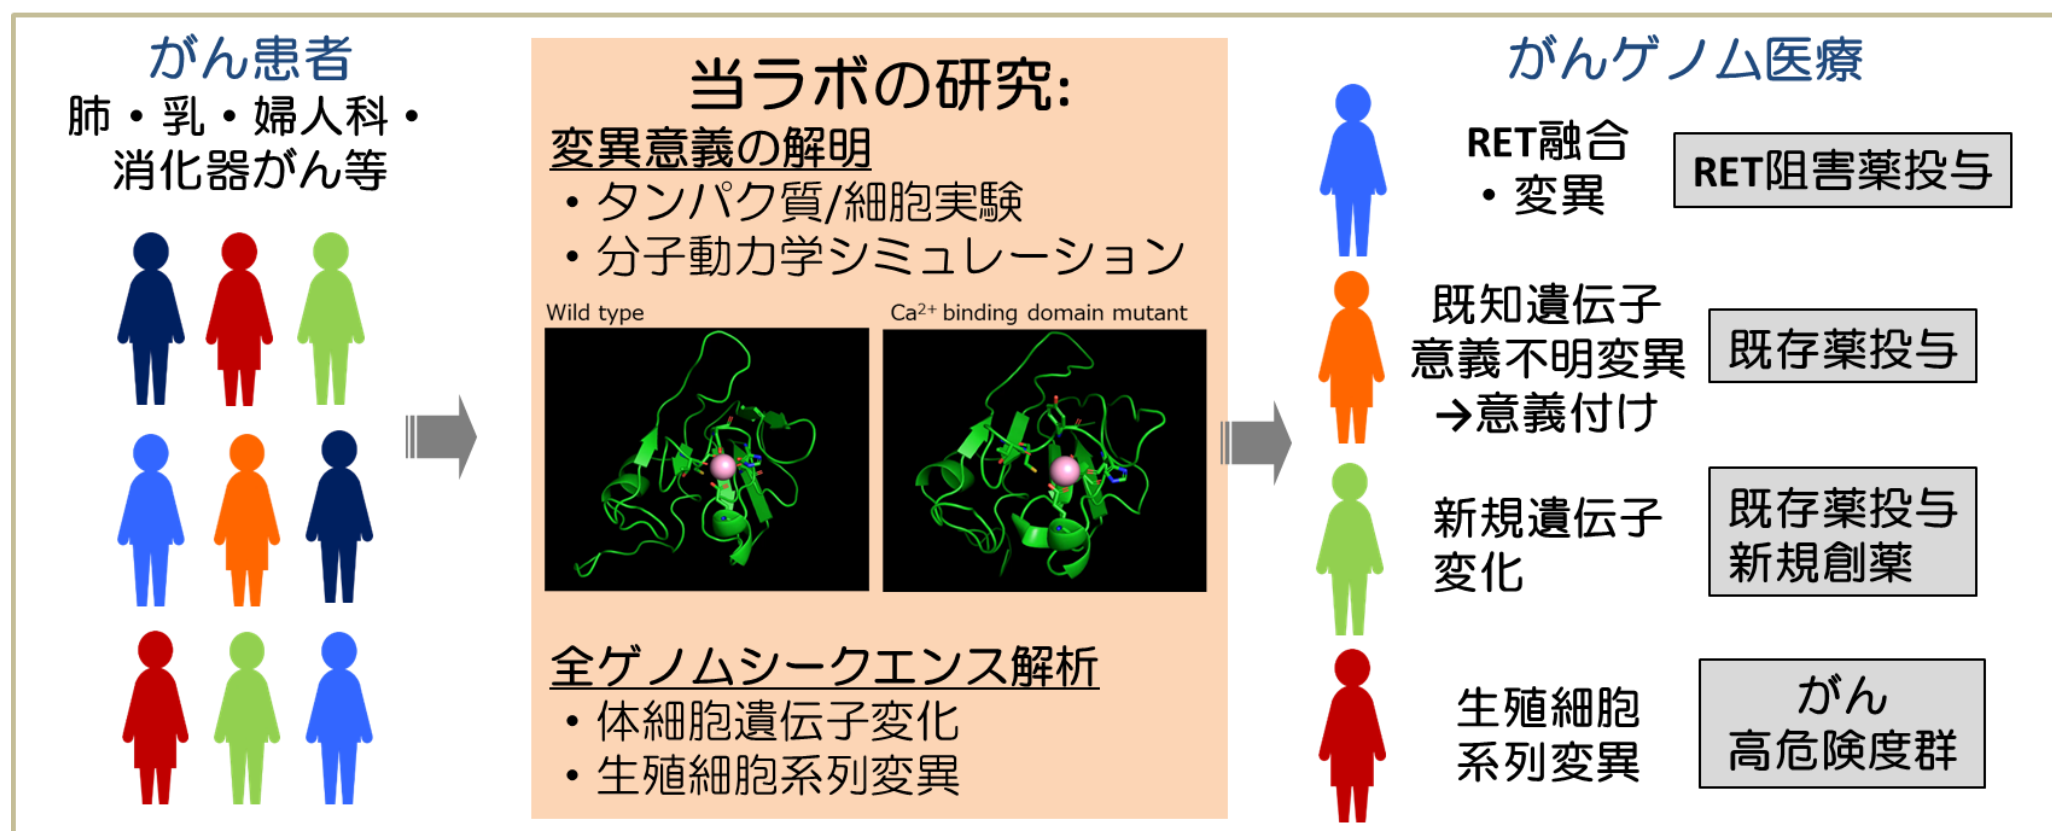 がん患者
肺・乳・婦人科・
消化器がん等
当ラボの研究:
変異意義の解明
・タンパク質/細胞実験
・分子動力学シミュレーション
Wild type
Ca²⁺ binding domain mutant
全ゲノムシークエンス解析
・体細胞遺伝子変化
・生殖細胞系列変異
がんゲノム医療
RET融合
・変異
RET阻害薬投与
既知遺伝子
意義不明変異
→意義付け
既存薬投与
新規遺伝子
変化
既存薬投与
新規創薬
生殖細胞
系列変異
がん
高危険度群